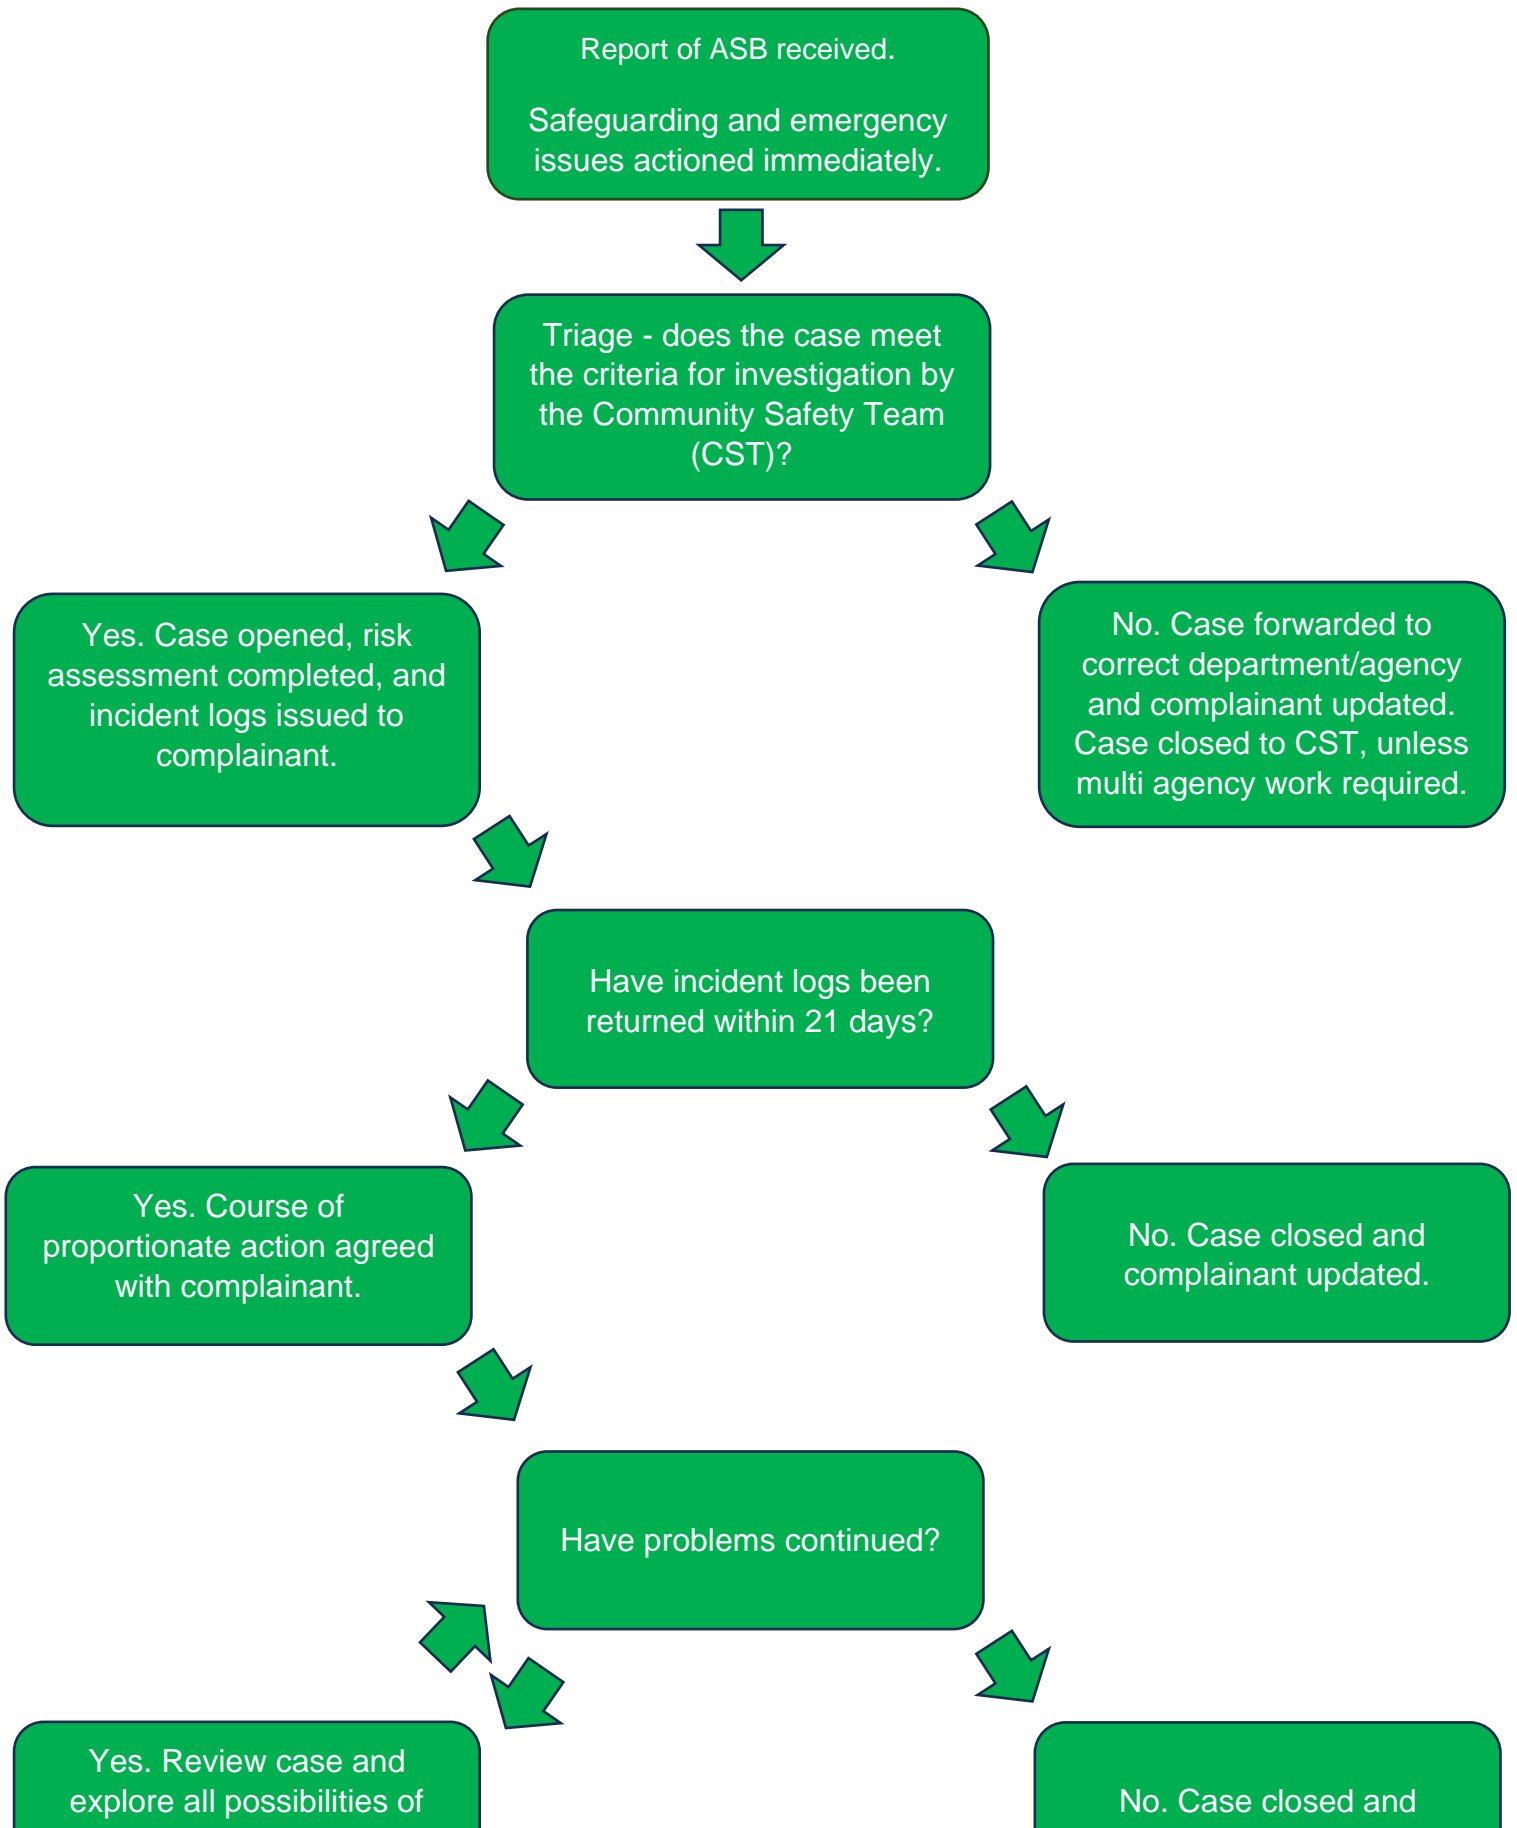 Report of ASB received.
Safeguarding and emergency
issues actioned immediately.
Triage - does the case meet
the criteria for investigation by
the Community Safety Team
(CST)?
Yes. Case opened, risk
assessment completed, and
incident logs issued to
complainant.
No. Case forwarded to
correct department/agency
and complainant updated.
Case closed to CST, unless
multi agency work required.
Have incident logs been
returned within 21 days?
Yes. Course of
proportionate action agreed
with complainant.
No. Case closed and
complainant updated.
Have problems continued?
Yes. Review case and
explore all possibilities of
No. Case closed and